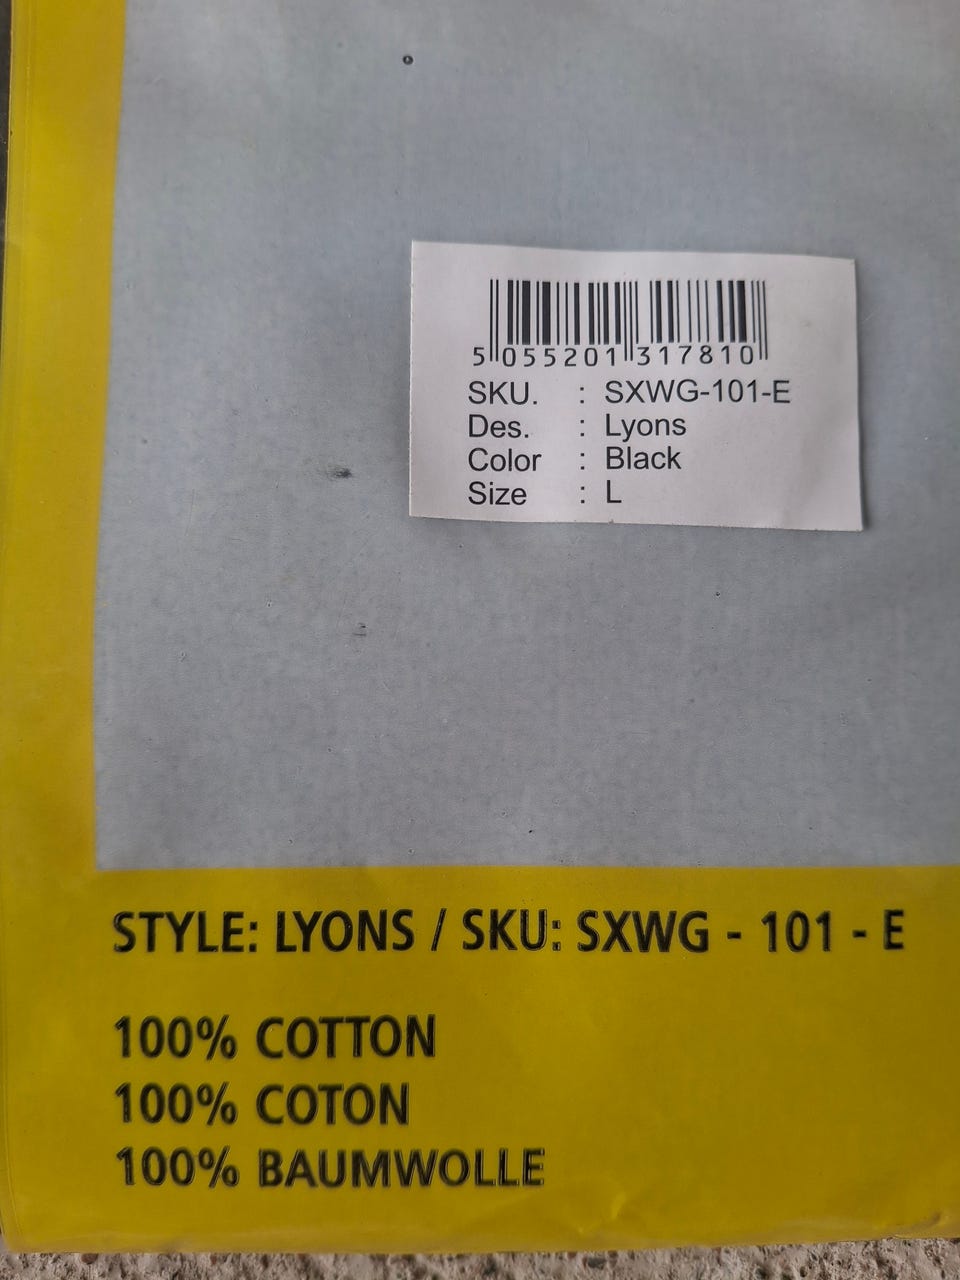 5 055201 317810
SKU. : SXWG-101-E
Des. : Lyons
Color : Black
Size : L
STYLE: LYONS / SKU: SXWG - 101 - E
100% COTTON
100% COTON
100% BAUMWOLLE